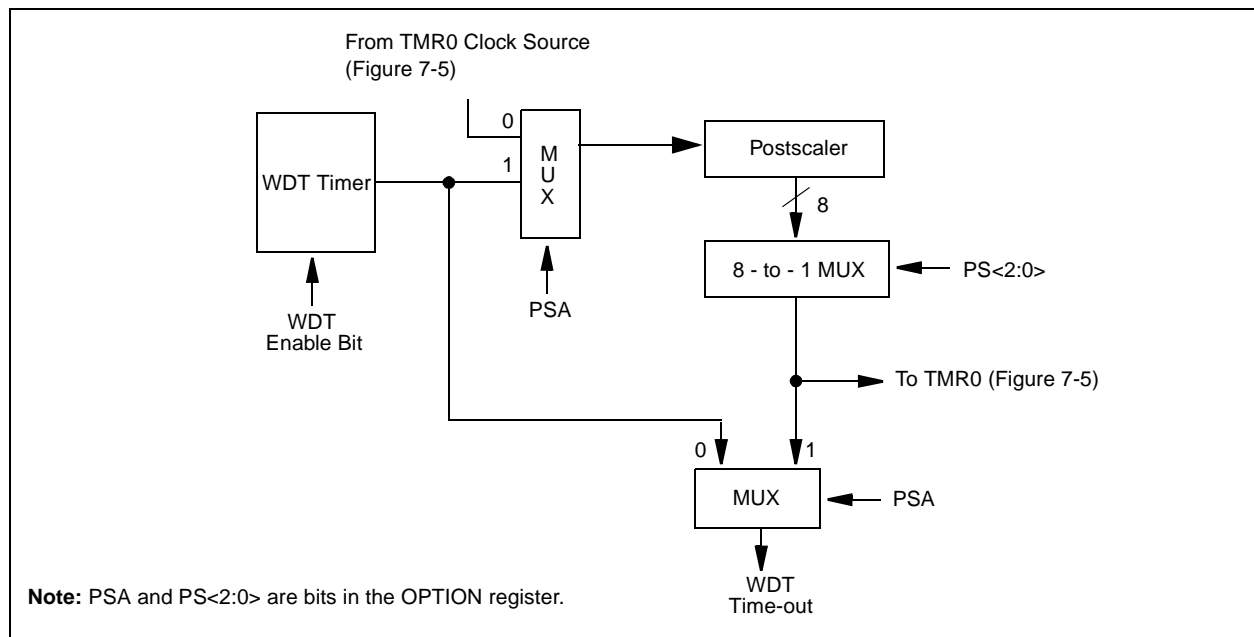 From TMR0 Clock Source
(Figure 7-5)
0
1
M
U
X
WDT Timer
Postscaler
8
8 - to - 1 MUX
PS<2:0>
PSA
WDT
Enable Bit
To TMR0 (Figure 7-5)
0
1
MUX
PSA
WDT
Time-out
Note: PSA and PS<2:0> are bits in the OPTION register.